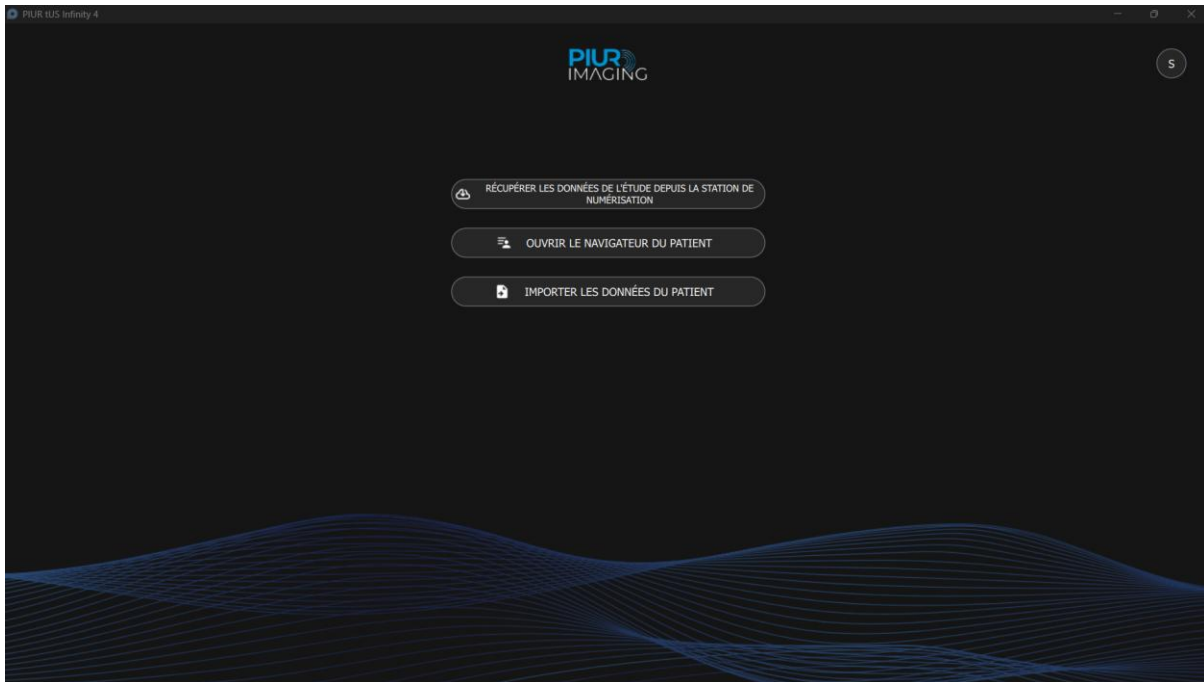 PIUR tUS Infinity 4
PIUR
IMAGING
S
RÉCUPÉRER LES DONNÉES DE L'ÉTUDE DEPUIS LA STATION DE
NUMÉRISATION
OUVRIR LE NAVIGATEUR DU PATIENT
IMPORTER LES DONNÉES DU PATIENT